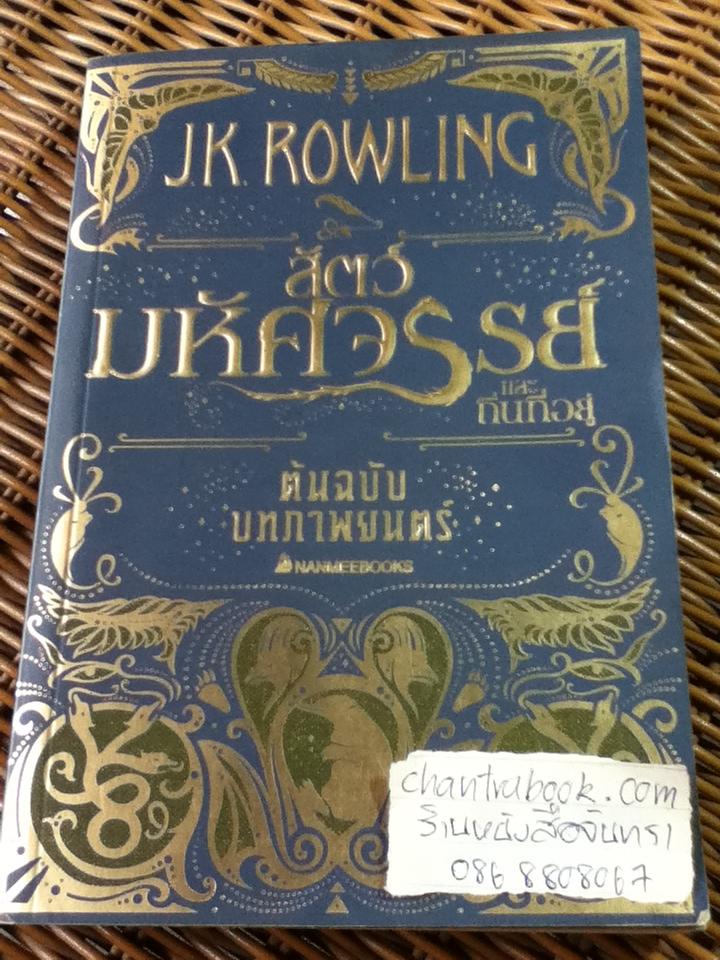 J.K. ROWLING
สัตว์
มหัศจรรย์
และ
ถิ่นที่อยู่
ต้นฉบับ
บทภาพยนตร์
NANMEEBOOKS
chantrabook.com
ร้านหนังสือจันทรา
086 8808067